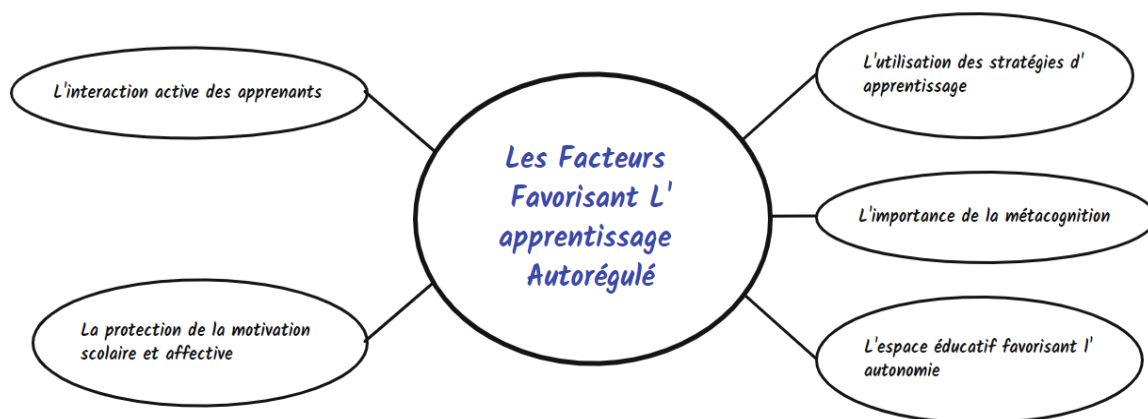 L'interaction active des apprenants
La protection de la motivation
scolaire et affective
Les Facteurs
Favorisant L'
apprentissage
Autorégulé
L'utilisation des stratégies d'
apprentissage
L'importance de la métacognition
L'espace éducatif favorisant l'
autonomie